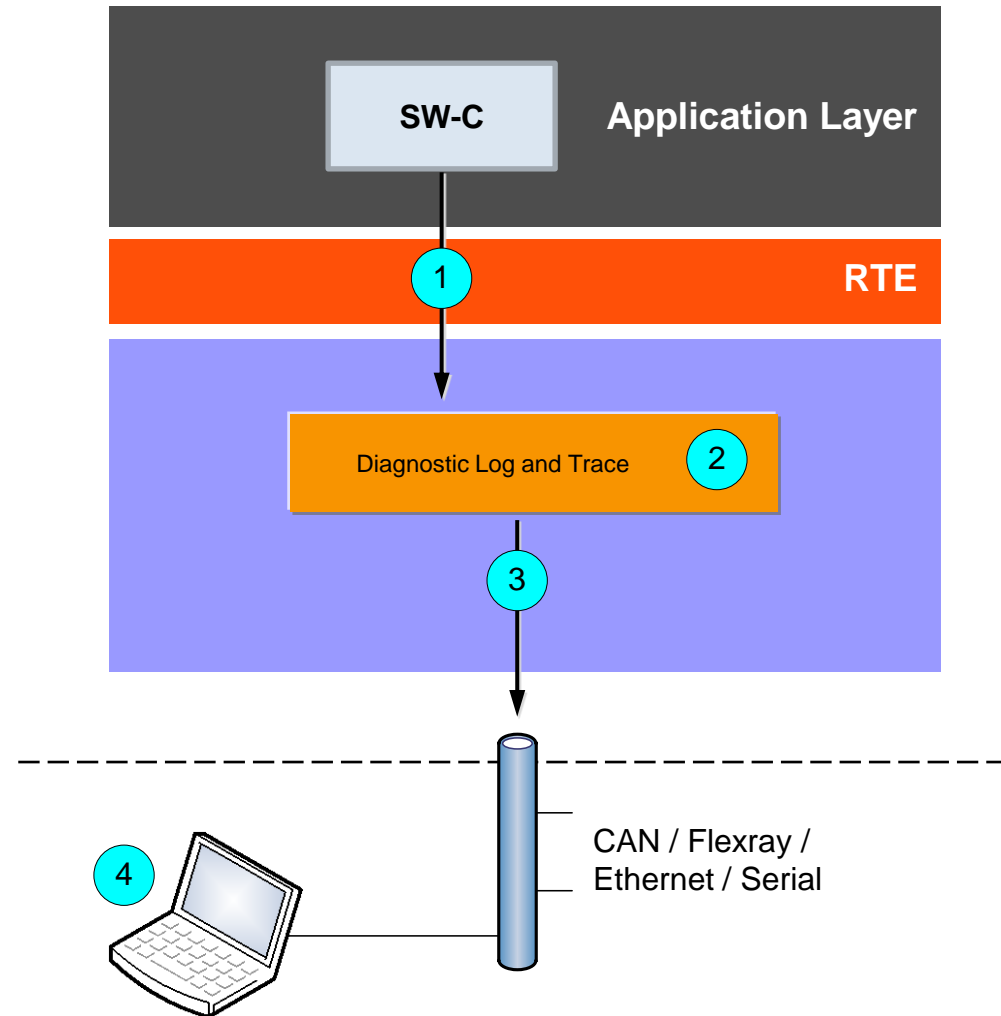 SW-C
Application Layer
1
RTE
Diagnostic Log and Trace
2
3
4
CAN / Flexray /
Ethernet / Serial